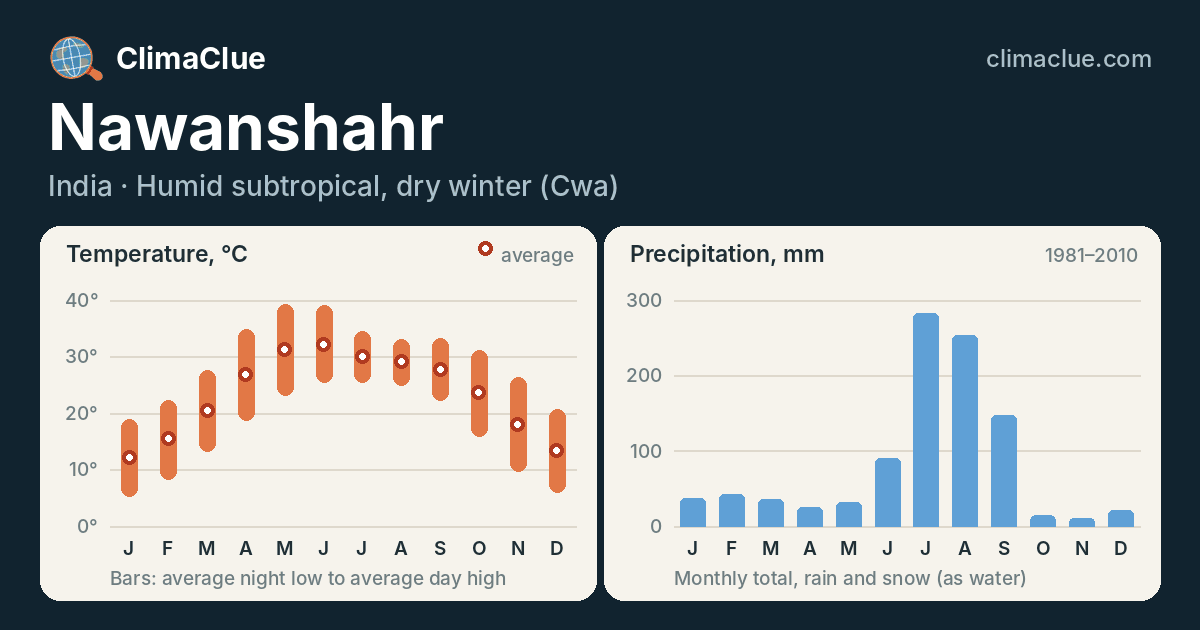 ClimaClue
climaclue.com
Nawanshahr
India · Humid subtropical, dry winter (Cwa)
Temperature, °C
average
40°
30°
20°
10°
0°
J F M A M J J A S O N D
Bars: average night low to average day high
Precipitation, mm
1981–2010
300
200
100
0
J F M A M J J A S O N D
Monthly total, rain and snow (as water)